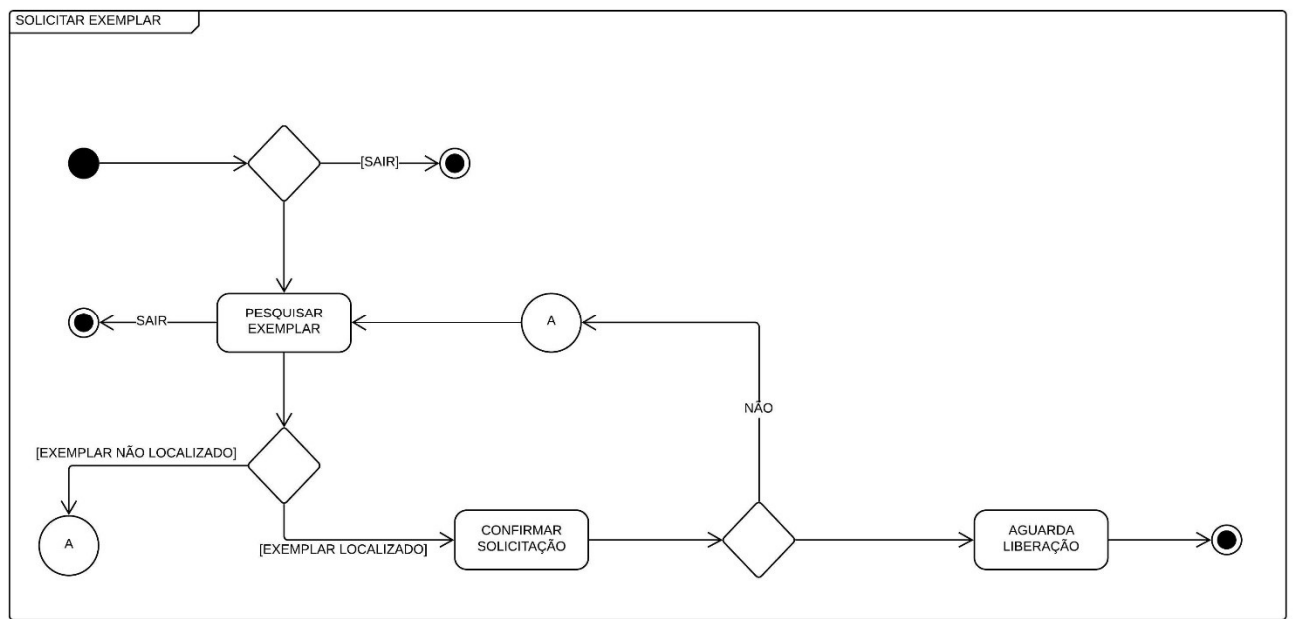 SOLICITAR EXEMPLAR
[SAIR]
PESQUISAR
EXEMPLAR
SAIR
A
NÃO
[EXEMPLAR NÃO LOCALIZADO]
A
[EXEMPLAR LOCALIZADO]
CONFIRMAR
SOLICITAÇÃO
AGUARDA
LIBERAÇÃO